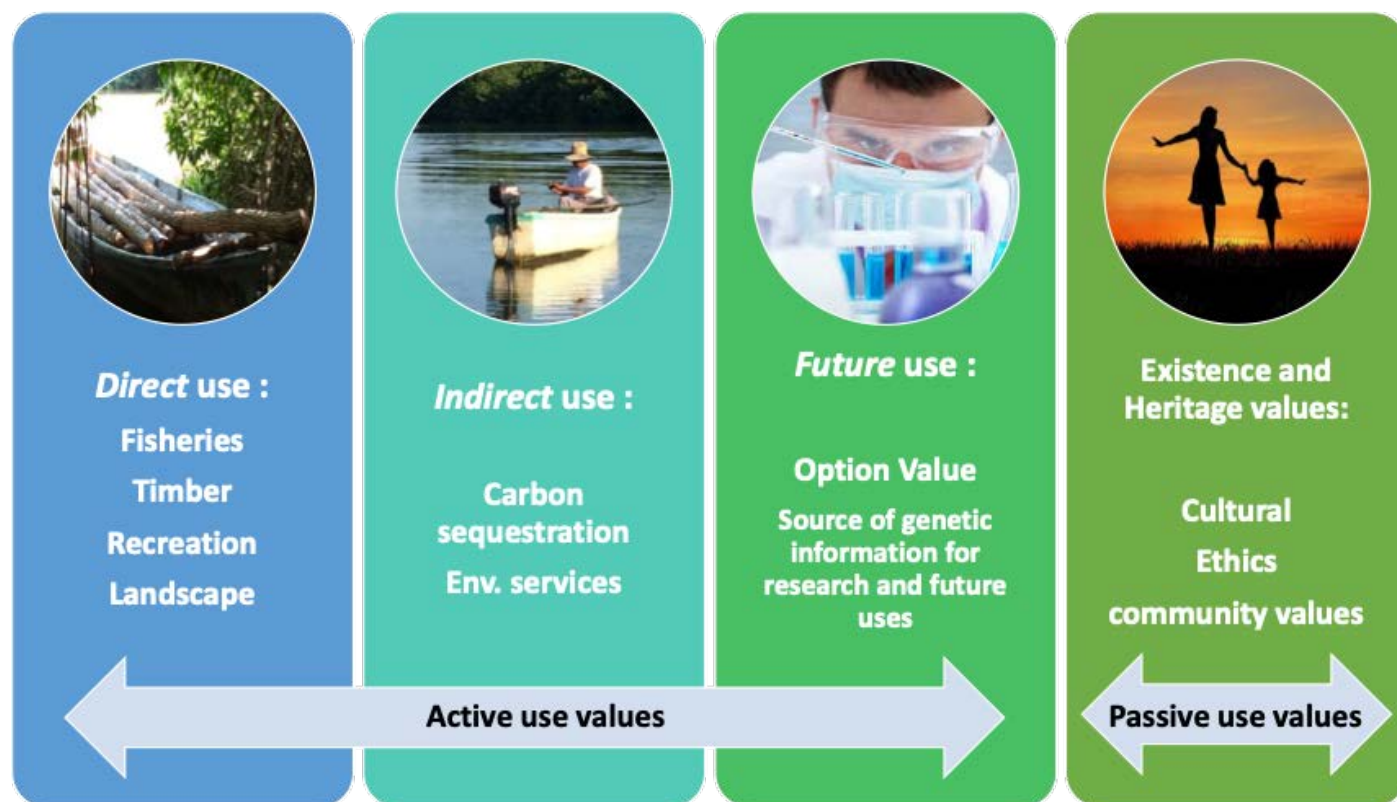 Direct use :
Fisheries
Timber
Recreation
Landscape
Indirect use :
Carbon
sequestration
Env. services
Future use :
Option Value
Source of genetic
information for
research and future
uses
Existence and
Heritage values:
Cultural
Ethics
community values
Active use values
Passive use values